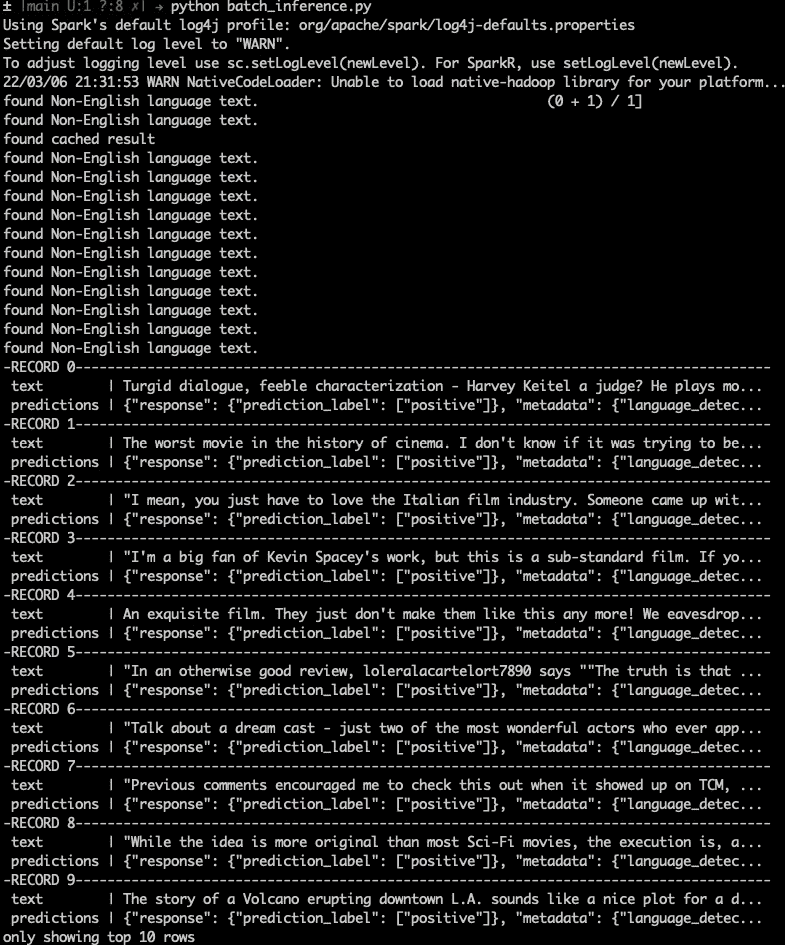 ± |main U:1 ?:8 ✗| → python batch_inference.py
Using Spark's default log4j profile: org/apache/spark/log4j-defaults.properties
Setting default log level to "WARN".
To adjust logging level use sc.setLogLevel(newLevel). For SparkR, use setLogLevel(newLevel).
22/03/06 21:31:53 WARN NativeCodeLoader: Unable to load native-hadoop library for your platform...
found Non-English language text.                                    (0 + 1) / 1]
found Non-English language text.
found cached result
found Non-English language text.
found Non-English language text.
found Non-English language text.
found Non-English language text.
found Non-English language text.
found Non-English language text.
found Non-English language text.
found Non-English language text.
found Non-English language text.
found Non-English language text.
found Non-English language text.
-RECORD 0----------------------------------------------------------------------------------------
 text        | Turgid dialogue, feeble characterization - Harvey Keitel a judge? He plays mo...
 predictions | {"response": {"prediction_label": ["positive"]}, "metadata": {"language_detec...
-RECORD 1----------------------------------------------------------------------------------------
 text        | The worst movie in the history of cinema. I don't know if it was trying to be...
 predictions | {"response": {"prediction_label": ["positive"]}, "metadata": {"language_detec...
-RECORD 2----------------------------------------------------------------------------------------
 text        | "I mean, you just have to love the Italian film industry. Someone came up wit...
 predictions | {"response": {"prediction_label": ["positive"]}, "metadata": {"language_detec...
-RECORD 3----------------------------------------------------------------------------------------
 text        | "I'm a big fan of Kevin Spacey's work, but this is a sub-standard film. If yo...
 predictions | {"response": {"prediction_label": ["positive"]}, "metadata": {"language_detec...
-RECORD 4----------------------------------------------------------------------------------------
 text        | An exquisite film. They just don't make them like this any more! We eavesdrop...
 predictions | {"response": {"prediction_label": ["positive"]}, "metadata": {"language_detec...
-RECORD 5----------------------------------------------------------------------------------------
 text        | "In an otherwise good review, loleralacartelort7890 says ""The truth is that ...
 predictions | {"response": {"prediction_label": ["positive"]}, "metadata": {"language_detec...
-RECORD 6----------------------------------------------------------------------------------------
 text        | "Talk about a dream cast - just two of the most wonderful actors who ever app...
 predictions | {"response": {"prediction_label": ["positive"]}, "metadata": {"language_detec...
-RECORD 7----------------------------------------------------------------------------------------
 text        | "Previous comments encouraged me to check this out when it showed up on TCM, ...
 predictions | {"response": {"prediction_label": ["positive"]}, "metadata": {"language_detec...
-RECORD 8----------------------------------------------------------------------------------------
 text        | "While the idea is more original than most Sci-Fi movies, the execution is, a...
 predictions | {"response": {"prediction_label": ["positive"]}, "metadata": {"language_detec...
-RECORD 9----------------------------------------------------------------------------------------
 text        | The story of a Volcano erupting downtown L.A. sounds like a nice plot for a d...
 predictions | {"response": {"prediction_label": ["positive"]}, "metadata": {"language_detec...
only showing top 10 rows